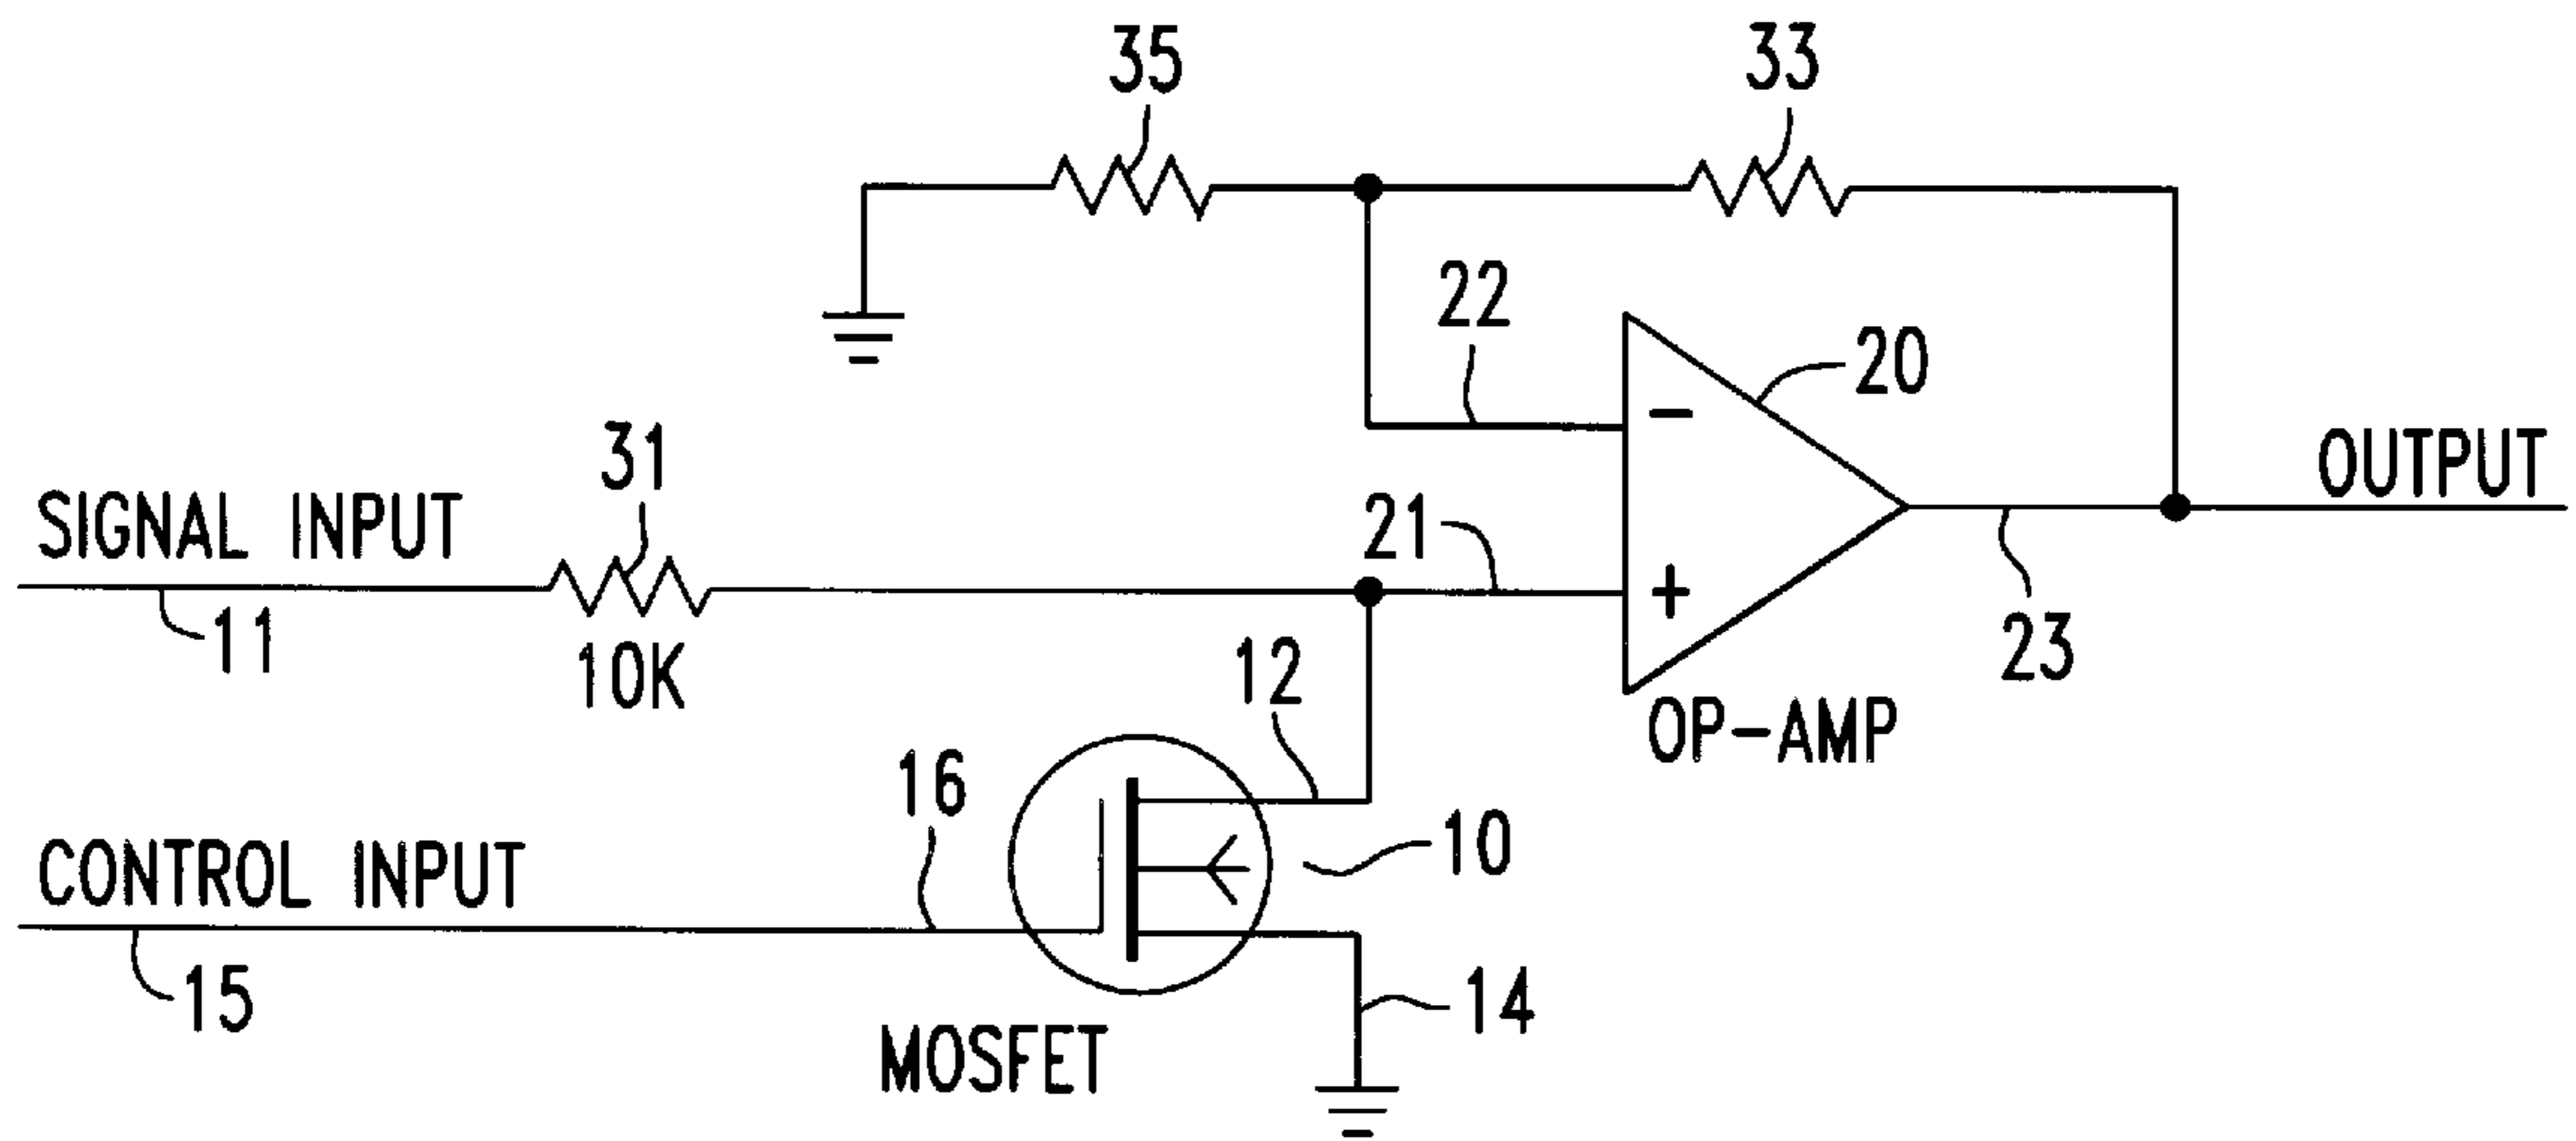 35
33
22
20
31
SIGNAL INPUT
21
OUTPUT
11
10K
12
23
OP-AMP
16
10
CONTROL INPUT
15
14
MOSFET
-
+